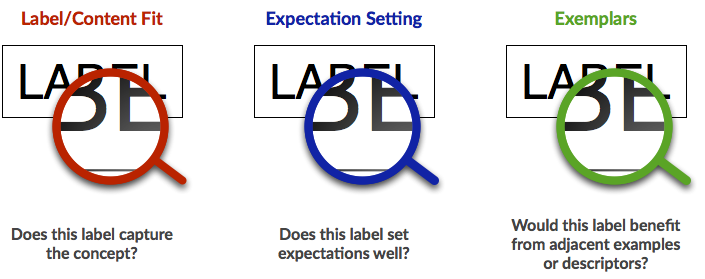 Label/Content Fit
LABEL
BE
Does this label capture
the concept?
Expectation Setting
LABEL
BE
Does this label set
expectations well?
Exemplars
LABEL
BE
Would this label benefit
from adjacent examples
or descriptors?